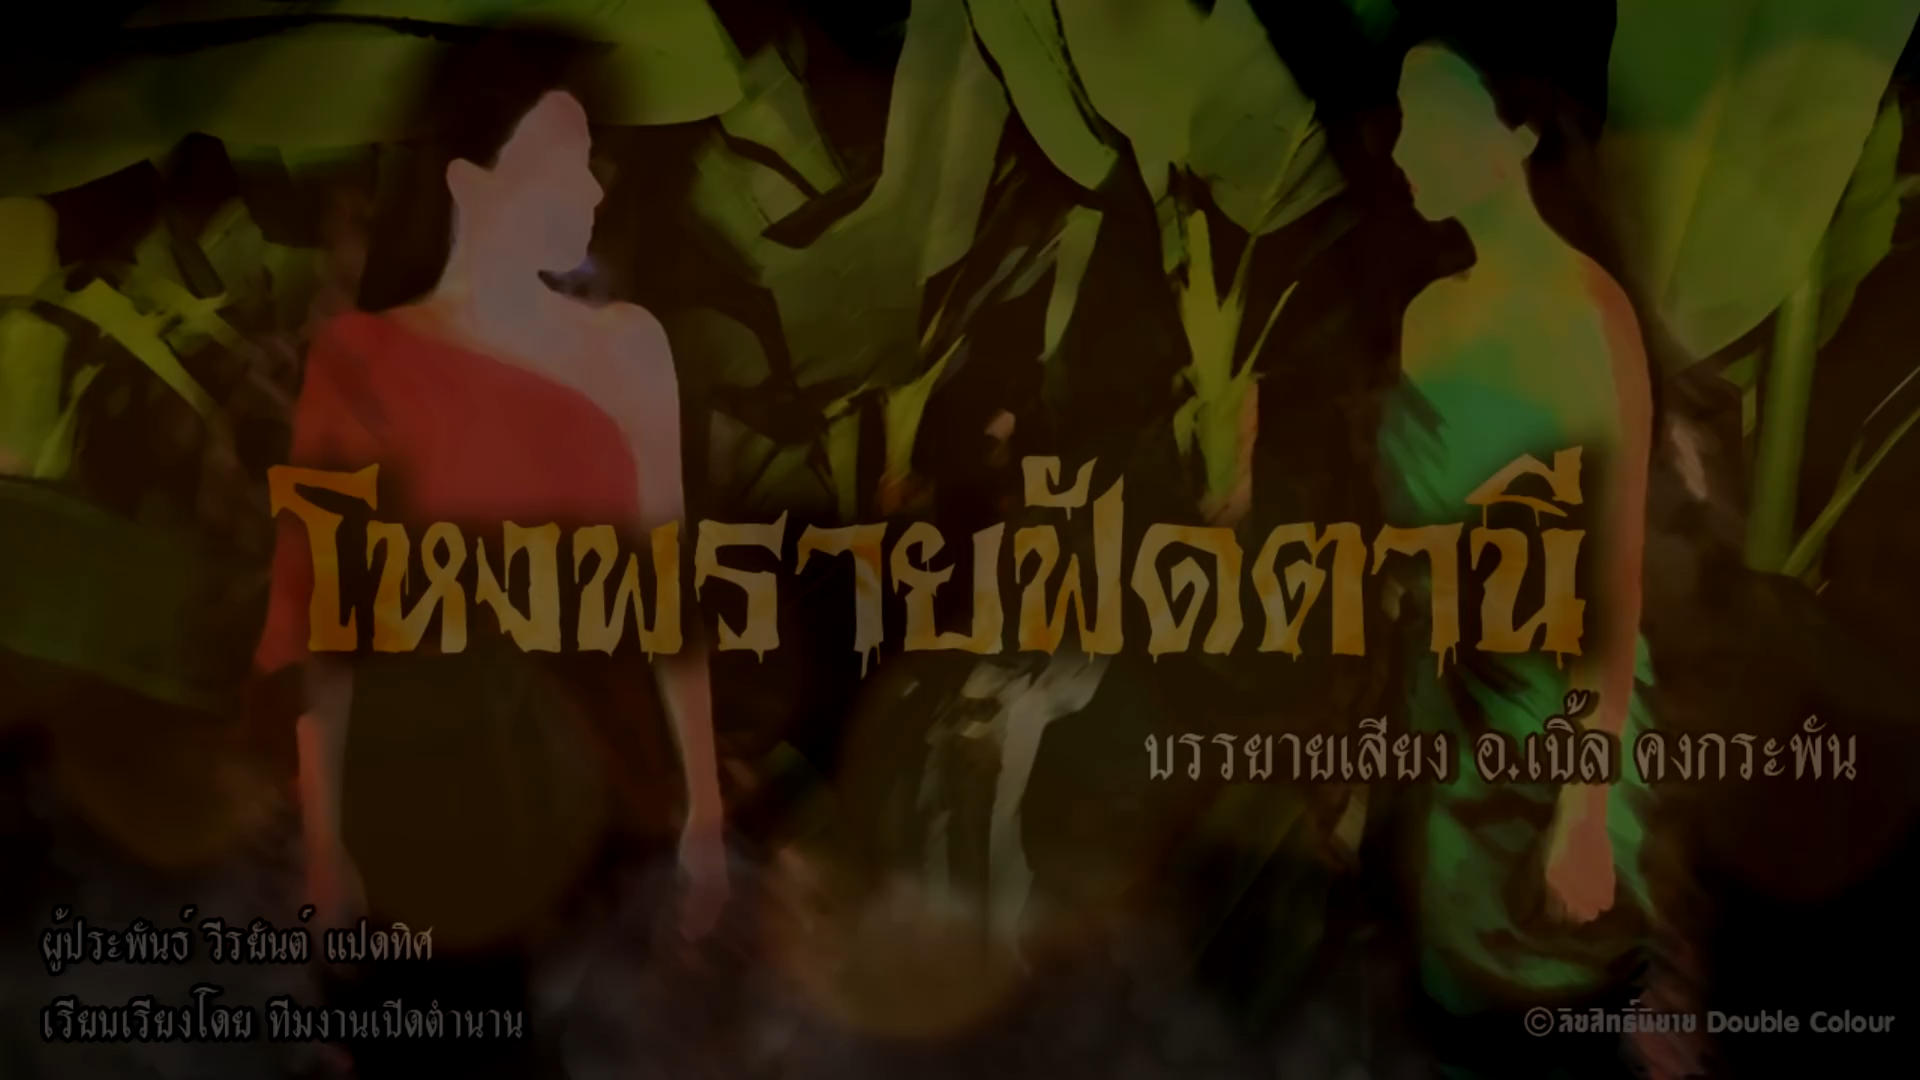 โหงพรายฟัดตานี
บรรยายเสียง อ.เบิ้ล คงกระพัน
ผู้ประพันธ์ วีรยันต์ แปดทิศ
เรียบเรียงโดย ทีมงานเปิดตำนาน
©ลิขสิทธิ์นิยาย Double Colour